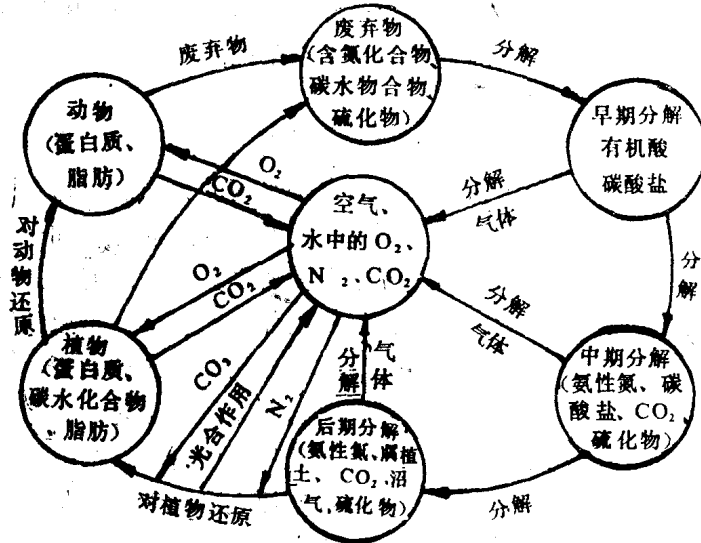 废弃物
废弃物
(含氮化合物
碳水物合物
硫化物)
分解
动物
(蛋白质、
脂肪)
早期分解
有机酸
碳酸盐
O₂
CO₂
分解
气体
空气、
水中的 O₂、
N₂、CO₂
对动物还原
O₂
CO₂
分解
分解
气体
植物
(蛋白质、
碳水化合物
脂肪)
CO₂
光合作用
N₂
分解
气体
中期分解
(氨性氮、碳
酸盐、CO₂
硫化物)
后期分解
(氨性氮、腐植
土、CO₂、沼
气,硫化物)
对植物还原
分解